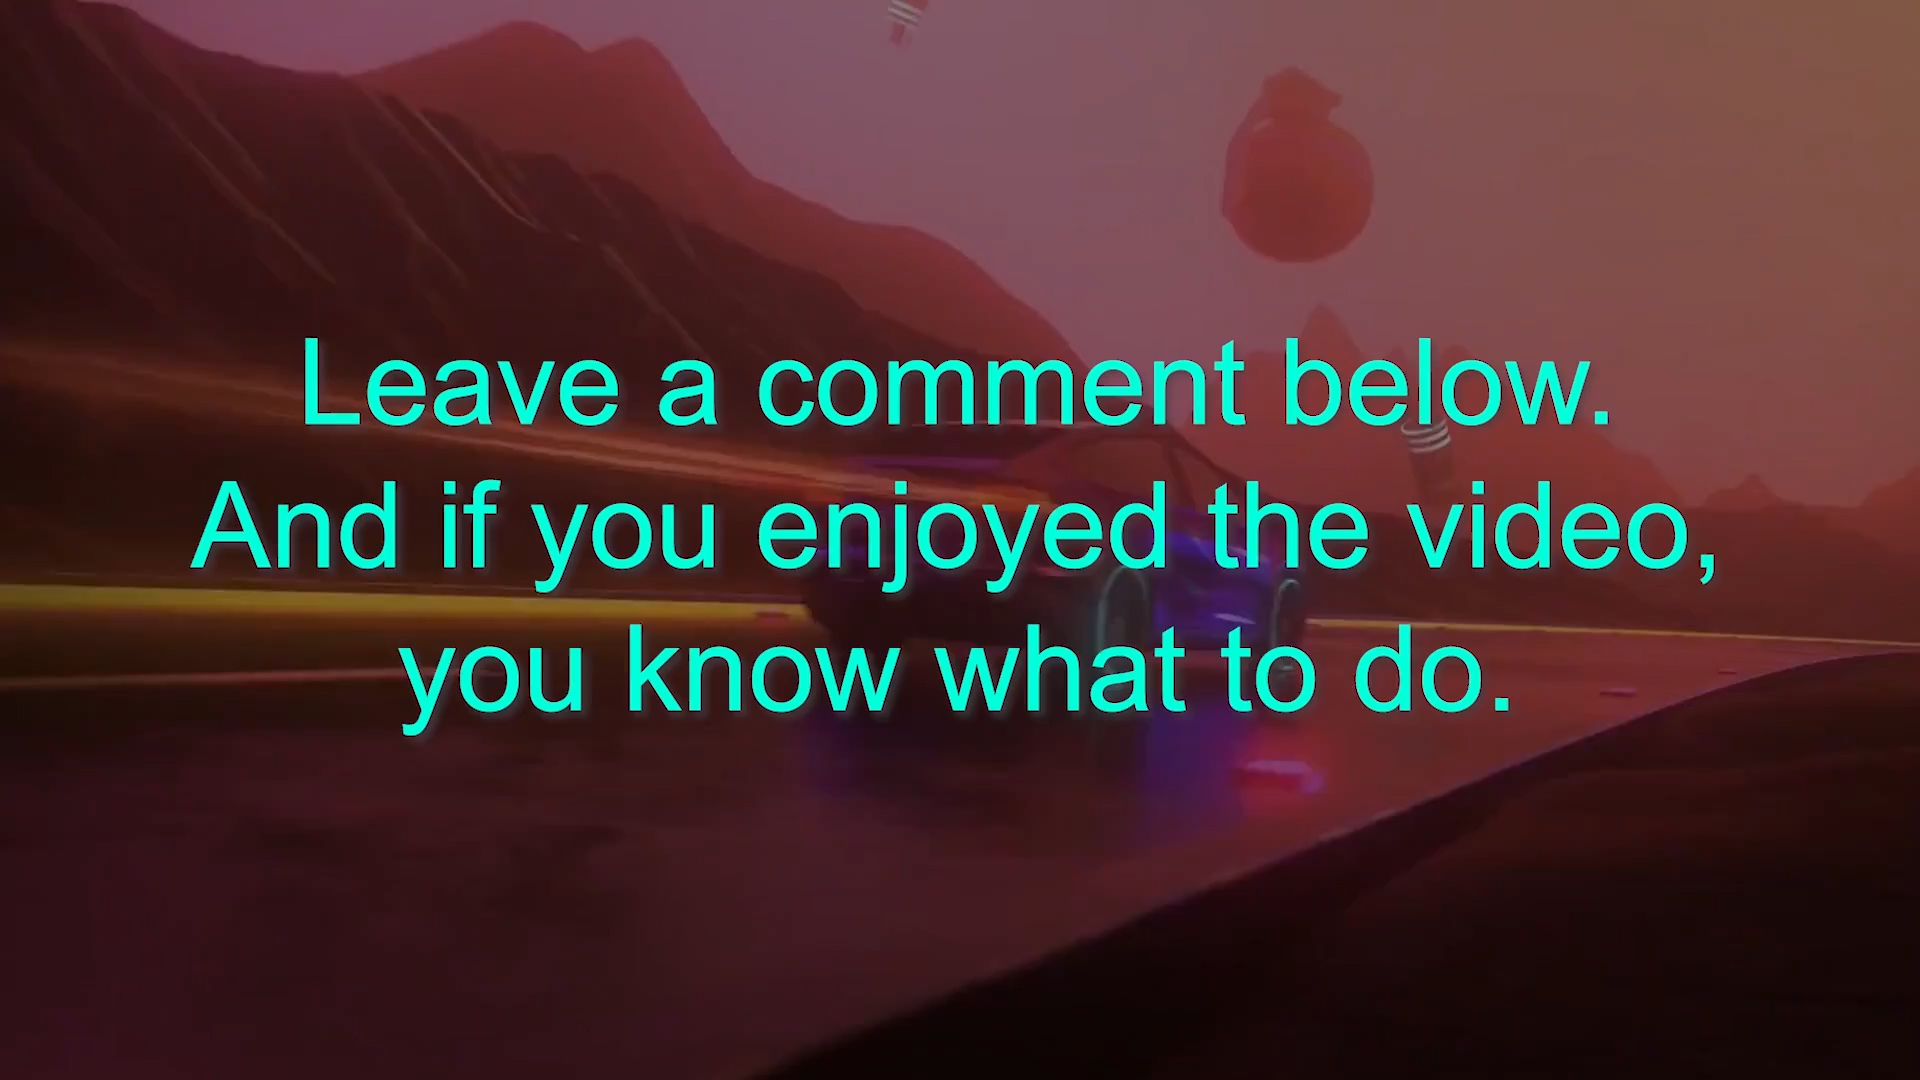 Leave a comment below.
And if you enjoyed the video,
you know what to do.